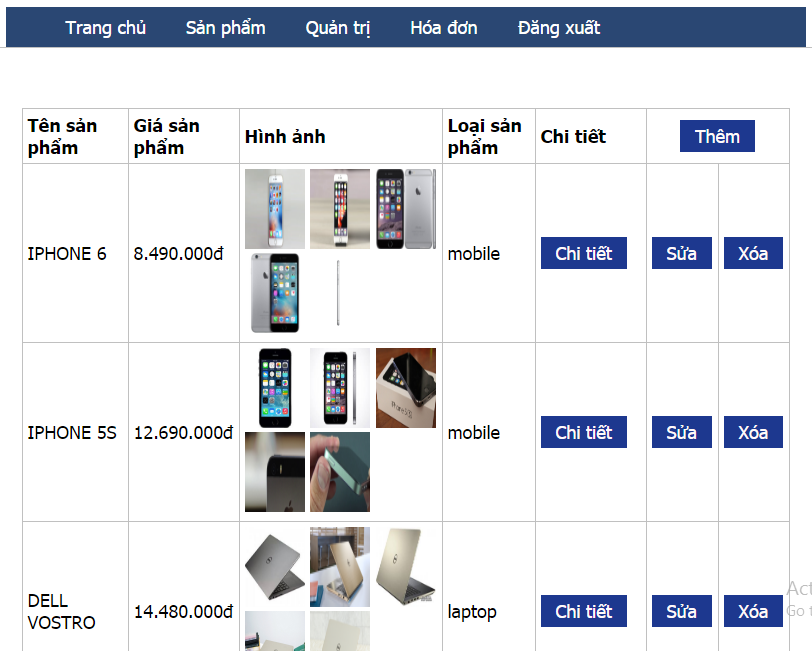 Trang chủ Sản phẩm Quản trị Hóa đơn Đăng xuất
Tên sản phẩm Giá sản phẩm Hình ảnh Loại sản phẩm Chi tiết Thêm
IPHONE 6 8.490.000đ mobile Chi tiết Sửa Xóa
IPHONE 5S 12.690.000đ mobile Chi tiết Sửa Xóa
DELL VOSTRO 14.480.000đ laptop Chi tiết Sửa Xóa
Act
Go t